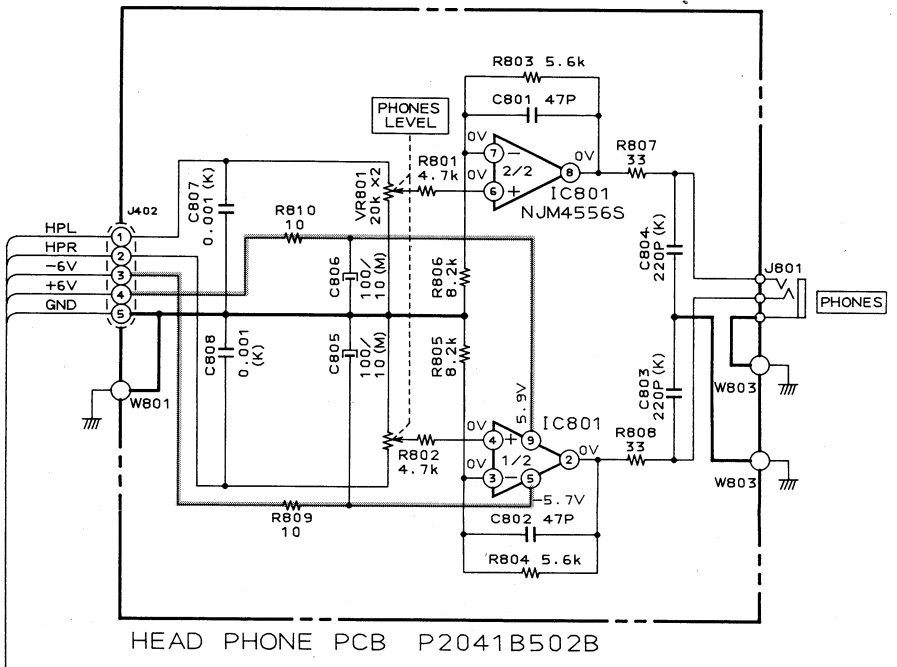 R803 5.6k
C801 47P
PHONES
LEVEL
0V
7
−
2/2
0V
6
+
8
0V
R807
33
R801
4.7k
IC801
NJM4556S
C807
0.001 (K)
VR801
20k ×2
J402
R810
10
HPL
1
HPR
2
−6V
3
+6V
4
GND
5
C806
100/
10 (M)
R806
8.2k
C804
220P (K)
J801
PHONES
C808
0.001
(K)
C805
100/
10 (M)
R805
8.2k
C803
220P (K)
W803
W801
5.9V
IC801
0V
4
+
9
1/2
0V
3
−
5
2
0V
R808
33
R802
4.7k
W803
−5.7V
R809
10
C802 47P
R804 5.6k
HEAD PHONE PCB P2041B502B